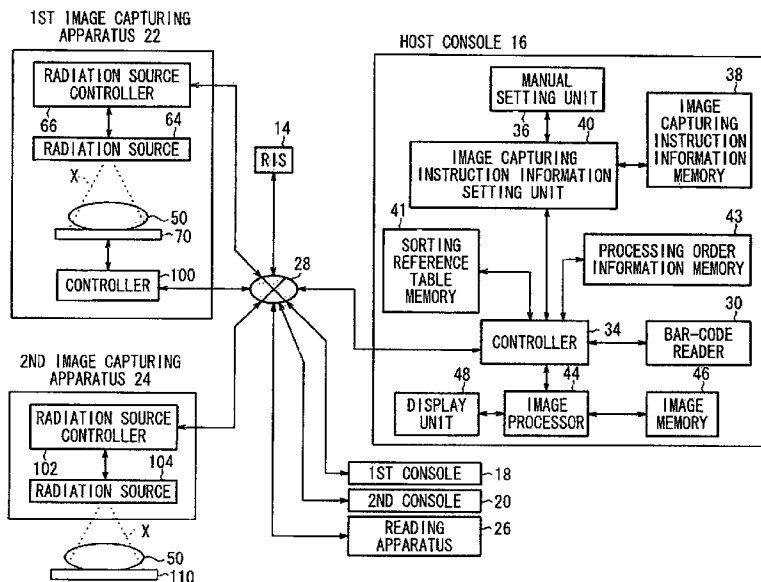 1ST IMAGE CAPTURING
APPARATUS 22
RADIATION SOURCE
CONTROLLER
66
64
RADIATION SOURCE
X
50
70
CONTROLLER
100
2ND IMAGE CAPTURING
APPARATUS 24
RADIATION SOURCE
CONTROLLER
102
104
RADIATION SOURCE
X
50
110
14
RIS
28
HOST CONSOLE 16
MANUAL
SETTING UNIT
36
40
38
IMAGE
CAPTURING
INSTRUCTION
INFORMATION
MEMORY
IMAGE CAPTURING
INSTRUCTION INFORMATION
SETTING UNIT
41
SORTING
REFERENCE
TABLE
MEMORY
43
PROCESSING ORDER
INFORMATION MEMORY
CONTROLLER
34
30
BAR-CODE
READER
48
DISPLAY
UNIT
44
IMAGE
PROCESSOR
46
IMAGE
MEMORY
1ST CONSOLE
18
2ND CONSOLE
20
READING
APPARATUS
26